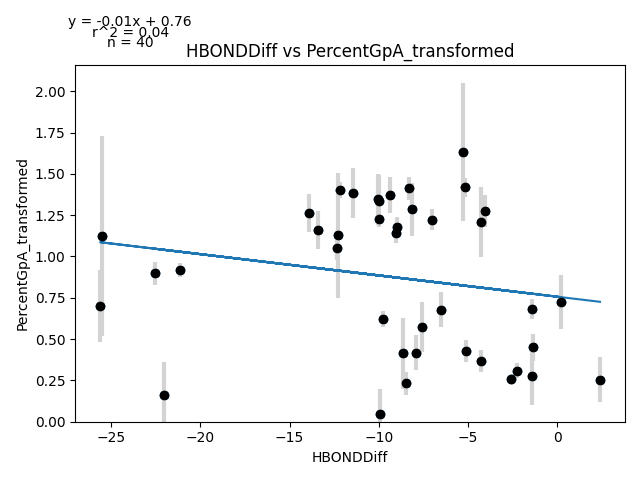 y = -0.01x + 0.76
r^2 = 0.04
n = 40
HBONDDiff vs PercentGpA_transformed
PercentGpA_transformed
2.00
1.75
1.50
1.25
1.00
0.75
0.50
0.25
0.00
−25
−20
−15
−10
−5
0
HBONDDiff